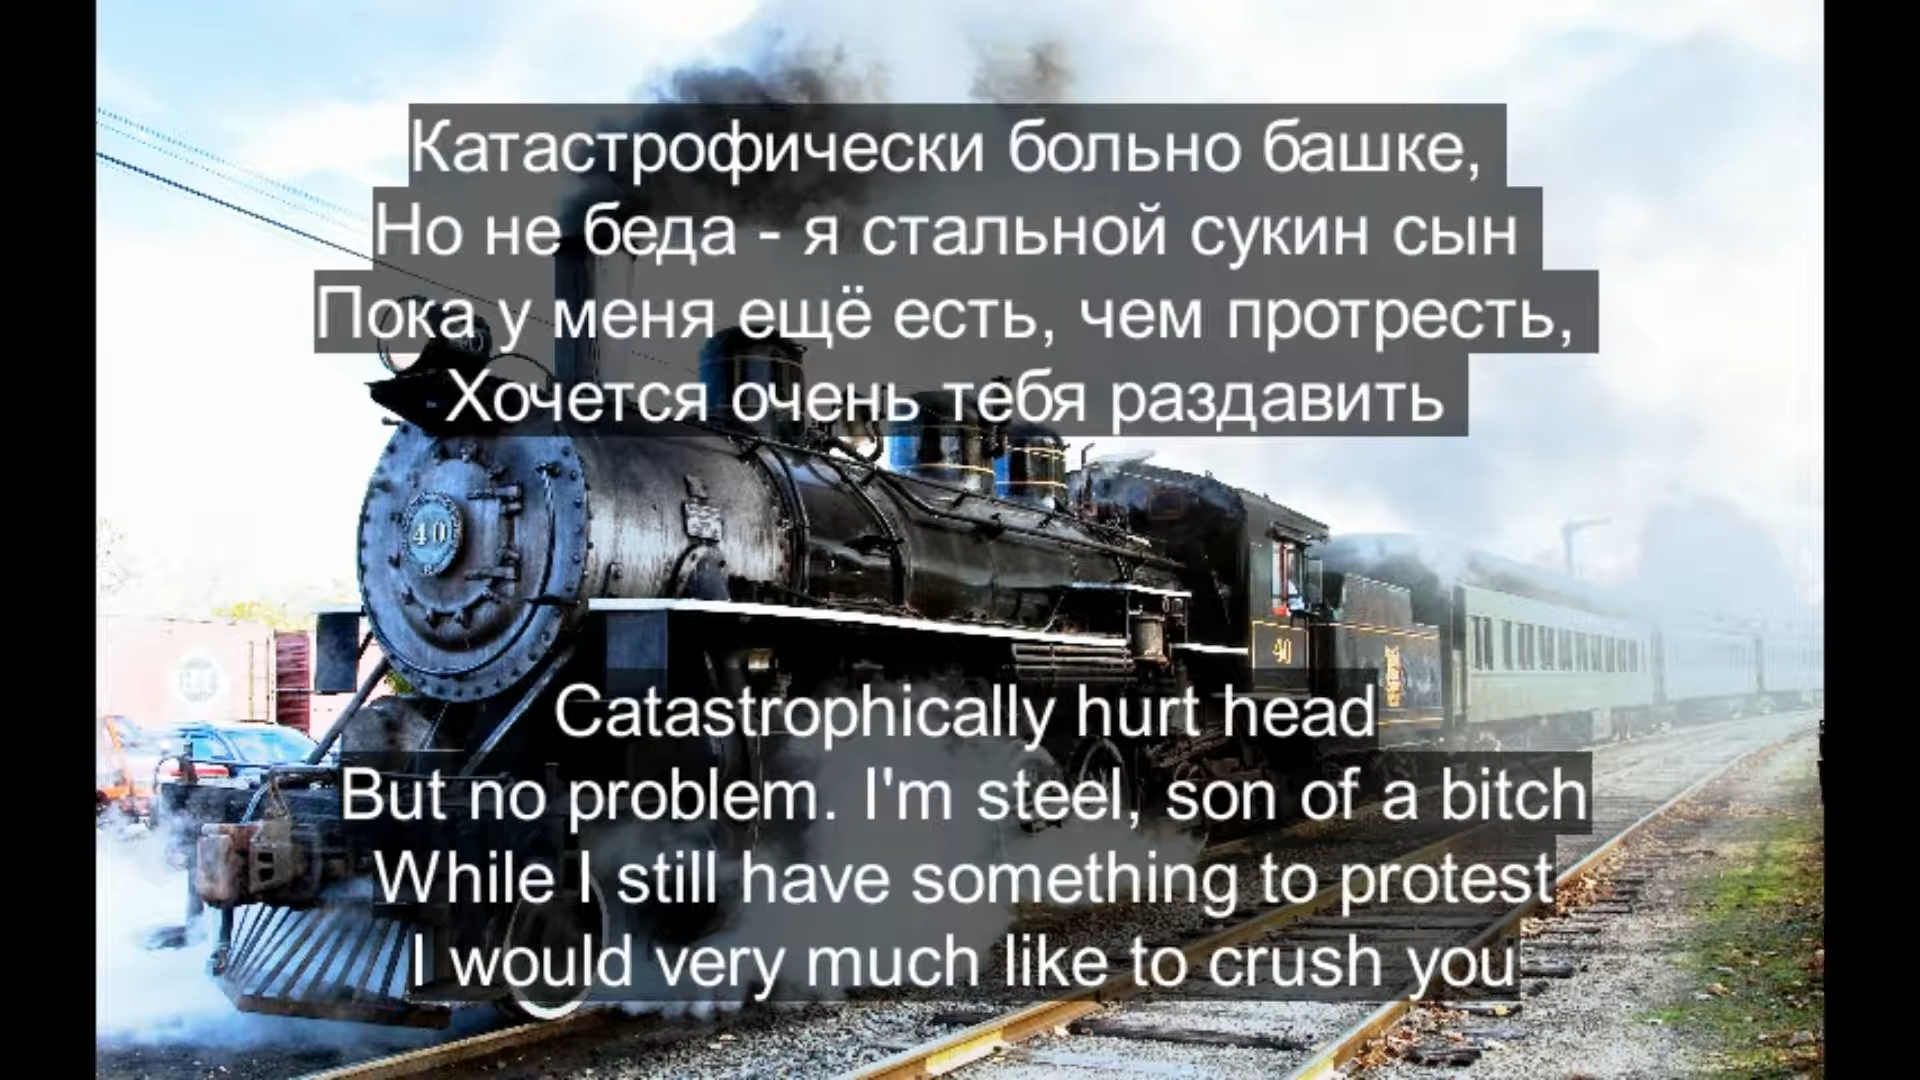 Катастрофически больно башке,
Но не беда - я стальной сукин сын
Пока у меня ещё есть, чем протресть,
Хочется очень тебя раздавить
40
40
Catastrophically hurt head
But no problem. I'm steel, son of a bitch
While I still have something to protest
I would very much like to crush you